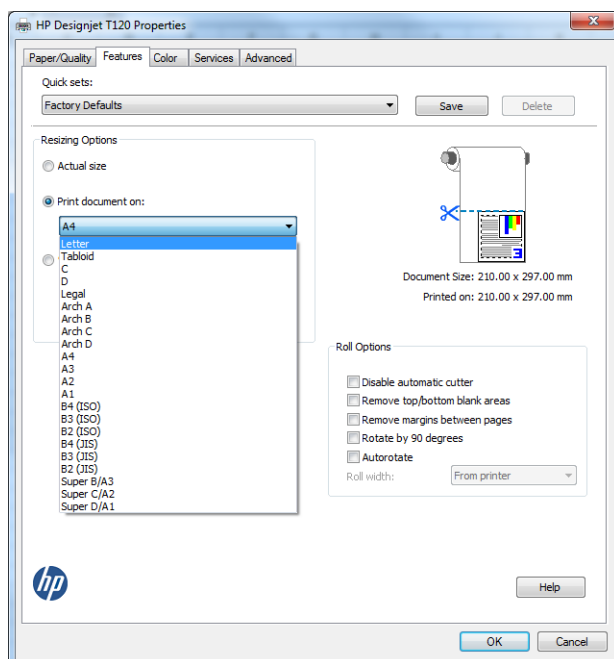 HP Designjet T120 Properties
Paper/Quality Features Color Services Advanced
Quick sets:
Factory Defaults Save Delete
Resizing Options
Actual size
Print document on:
A4
Letter
Tabloid
C
D
Legal
Arch A
Arch B
Arch C
Arch D
A4
A3
A2
A1
B4 (ISO)
B3 (ISO)
B2 (ISO)
B4 (JIS)
B3 (JIS)
B2 (JIS)
Super B/A3
Super C/A2
Super D/A1
Document Size: 210.00 x 297.00 mm
Printed on: 210.00 x 297.00 mm
Roll Options
Disable automatic cutter
Remove top/bottom blank areas
Remove margins between pages
Rotate by 90 degrees
Autorotate
Roll width: From printer
hp
Help
OK Cancel